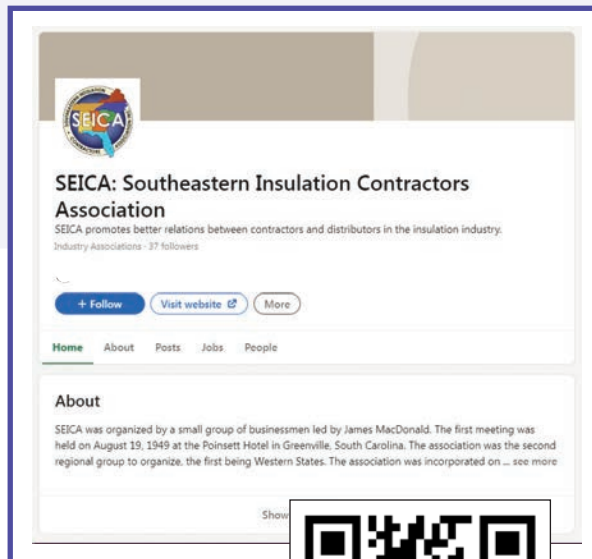 SEICA
SEICA: Southeastern Insulation Contractors
Association
SEICA promotes better relations between contractors and distributors in the insulation industry.
Industry Associations · 37 followers
+ Follow
Visit website
More
Home
About
Posts
Jobs
People
About
SEICA was organized by a small group of businessmen led by James MacDonald. The first meeting was
held on August 19, 1949 at the Poinsett Hotel in Greenville, South Carolina. The association was the second
regional group to organize, the first being Western States. The association was incorporated on ... see more
Show